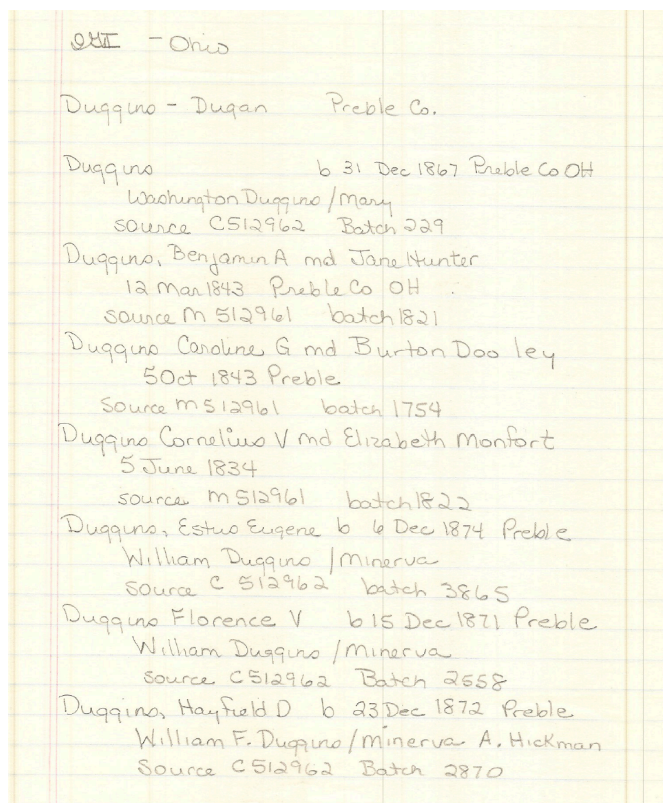 IGI - Ohio
Duggins - Dugan Preble Co.
Duggins b 31 Dec 1867 Preble Co OH
Washington Duggins / Mary
source C512962 Batch 229
Duggins, Benjamin A md Jane Hunter
12 Mar 1843 Preble Co OH
source M 512961 batch 1821
Duggins Caroline G md Burton Doo ley
5 Oct 1843 Preble
source M 512961 batch 1754
Duggins Cornelius V md Elizabeth Monfort
5 June 1834
source M 512961 batch 1822
Duggins, Estus Eugene b 6 Dec 1874 Preble
William Duggins / Minerva
source C 512962 batch 3865
Duggins Florence V b 15 Dec 1871 Preble
William Duggins / Minerva
source C512962 Batch 2558
Duggins, Hayfield D b 23 Dec 1872 Preble
William F. Duggins / Minerva A. Hickman
Source C512962 Batch 2870